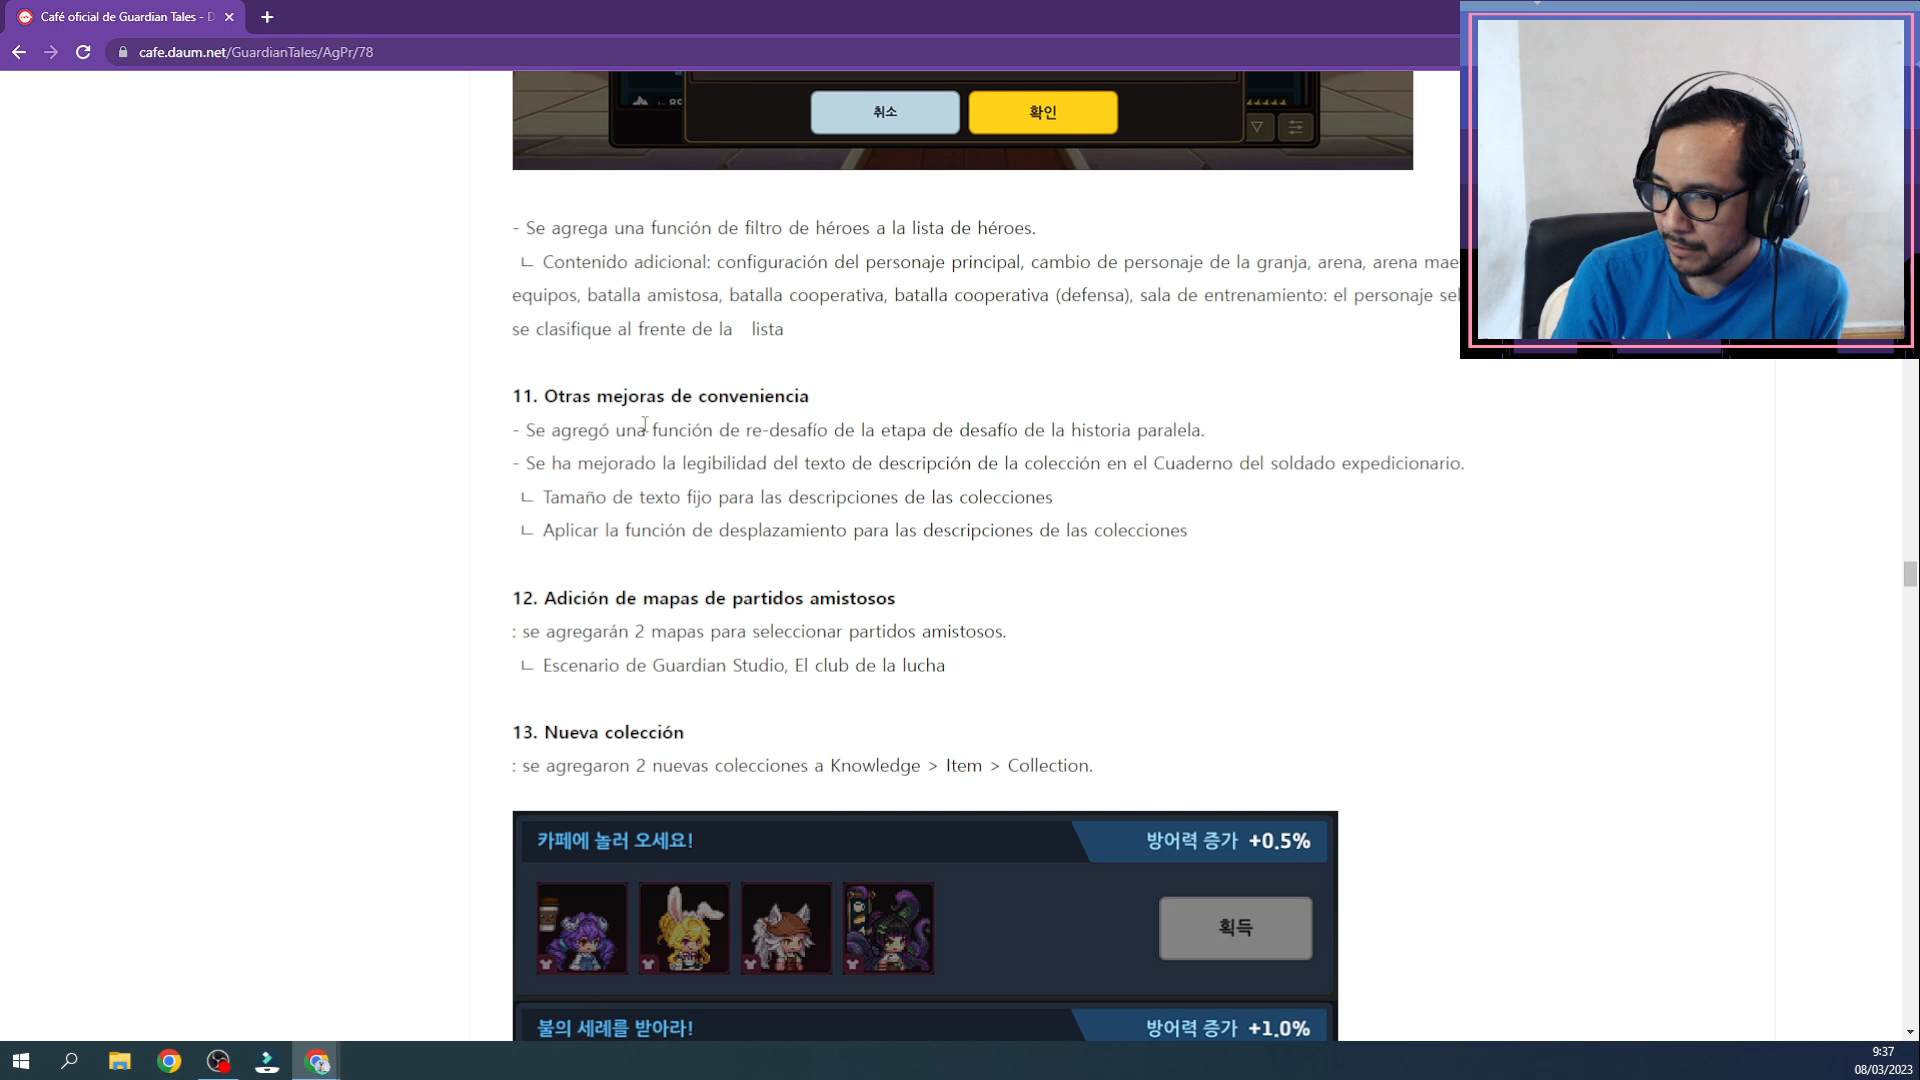 Café oficial de Guardian Tales - D
cafe.daum.net/GuardianTales/AgPr/78
취소
확인
- Se agrega una función de filtro de héroes a la lista de héroes.
ㄴ Contenido adicional: configuración del personaje principal, cambio de personaje de la granja, arena, arena mae
equipos, batalla amistosa, batalla cooperativa, batalla cooperativa (defensa), sala de entrenamiento: el personaje sel
se clasifique al frente de la lista
11. Otras mejoras de conveniencia
- Se agregó una función de re-desafío de la etapa de desafío de la historia paralela.
- Se ha mejorado la legibilidad del texto de descripción de la colección en el Cuaderno del soldado expedicionario.
ㄴ Tamaño de texto fijo para las descripciones de las colecciones
ㄴ Aplicar la función de desplazamiento para las descripciones de las colecciones
12. Adición de mapas de partidos amistosos
: se agregarán 2 mapas para seleccionar partidos amistosos.
ㄴ Escenario de Guardian Studio, El club de la lucha
13. Nueva colección
: se agregaron 2 nuevas colecciones a Knowledge > Item > Collection.
카페에 놀러 오세요!
방어력 증가 +0.5%
획득
불의 세례를 받아라!
방어력 증가 +1.0%
9:37
08/03/2023